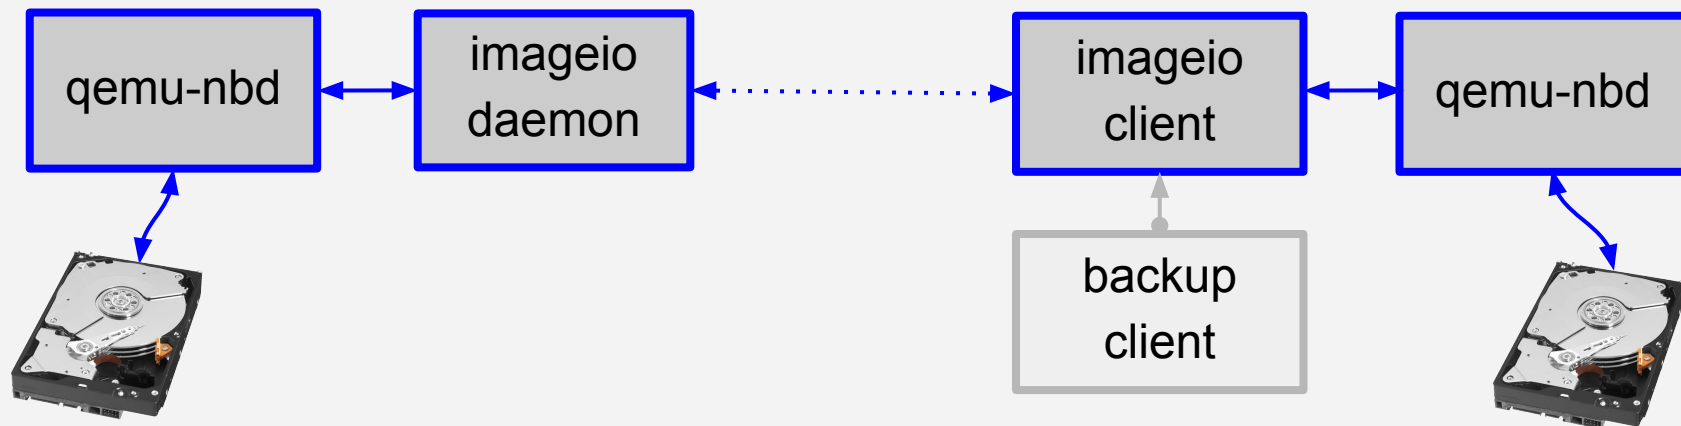 qemu-nbd
imageio
daemon
imageio
client
qemu-nbd
backup
client